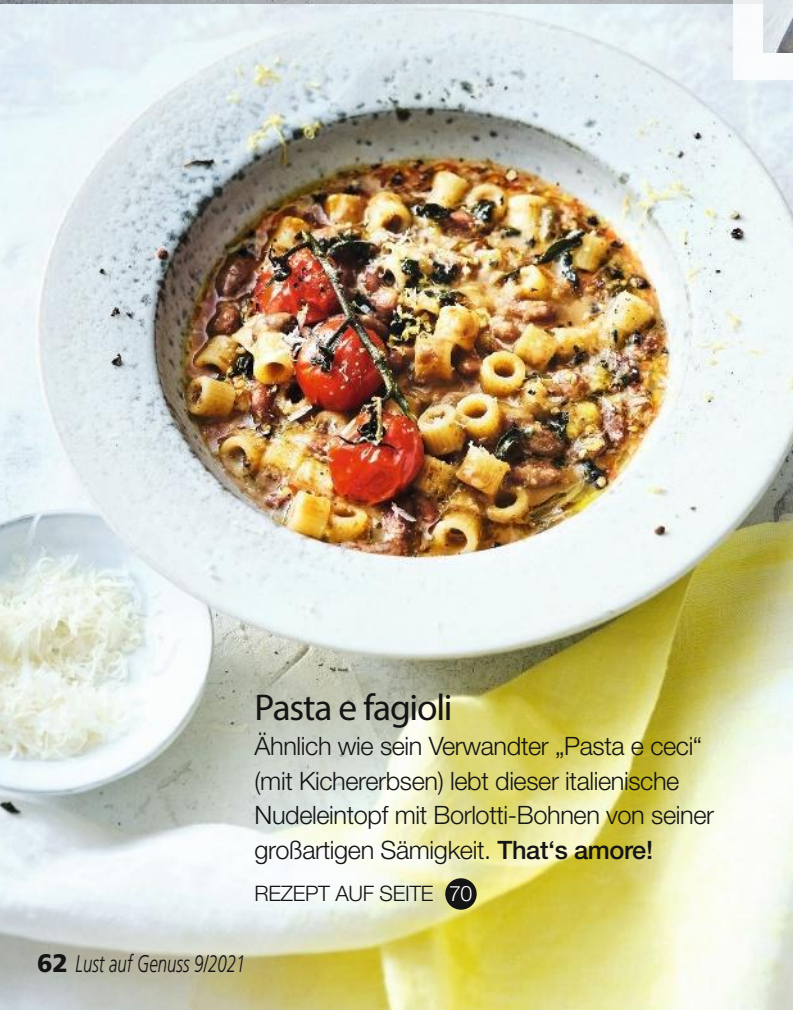 Pasta e fagioli
Ähnlich wie sein Verwandter „Pasta e ceci“
(mit Kichererbsen) lebt dieser italienische
Nudeleintopf mit Borlotti-Bohnen von seiner
großartigen Sämigkeit. That‘s amore!
REZEPT AUF SEITE 70
62 Lust auf Genuss 9/2021